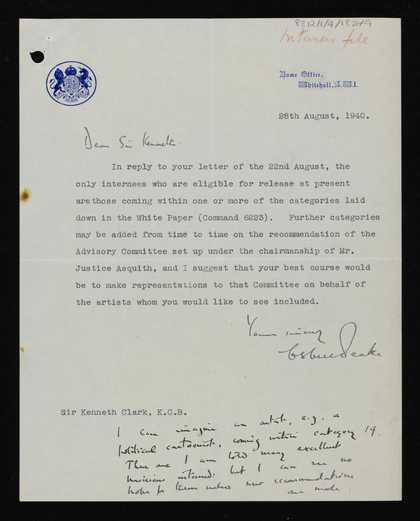 Internees file
Home Office,
Whitehall, S.W.1.
28th August, 1940.
Dear Sir Kenneth
In reply to your letter of the 22nd August, the
only internees who are eligible for release at present
arethose coming within one or more of the categories laid
down in the White Paper (Command 6223). Further categories
may be added from time to time on the recommendation of the
Advisory Committee set up under the chairmanship of Mr.
Justice Asquith, and I suggest that your best course would
be to make representations to that Committee on behalf of
the artists whom you would like to see included.
Yours sincerely
Osbert Peake
Sir Kenneth Clark, K.C.B.
I can imagine an artist, e.g. a
political cartoonist, coming within category 19.
There are I am told many excellent
musicians interned: but I can see no
hope for them unless new recommendations
are made.